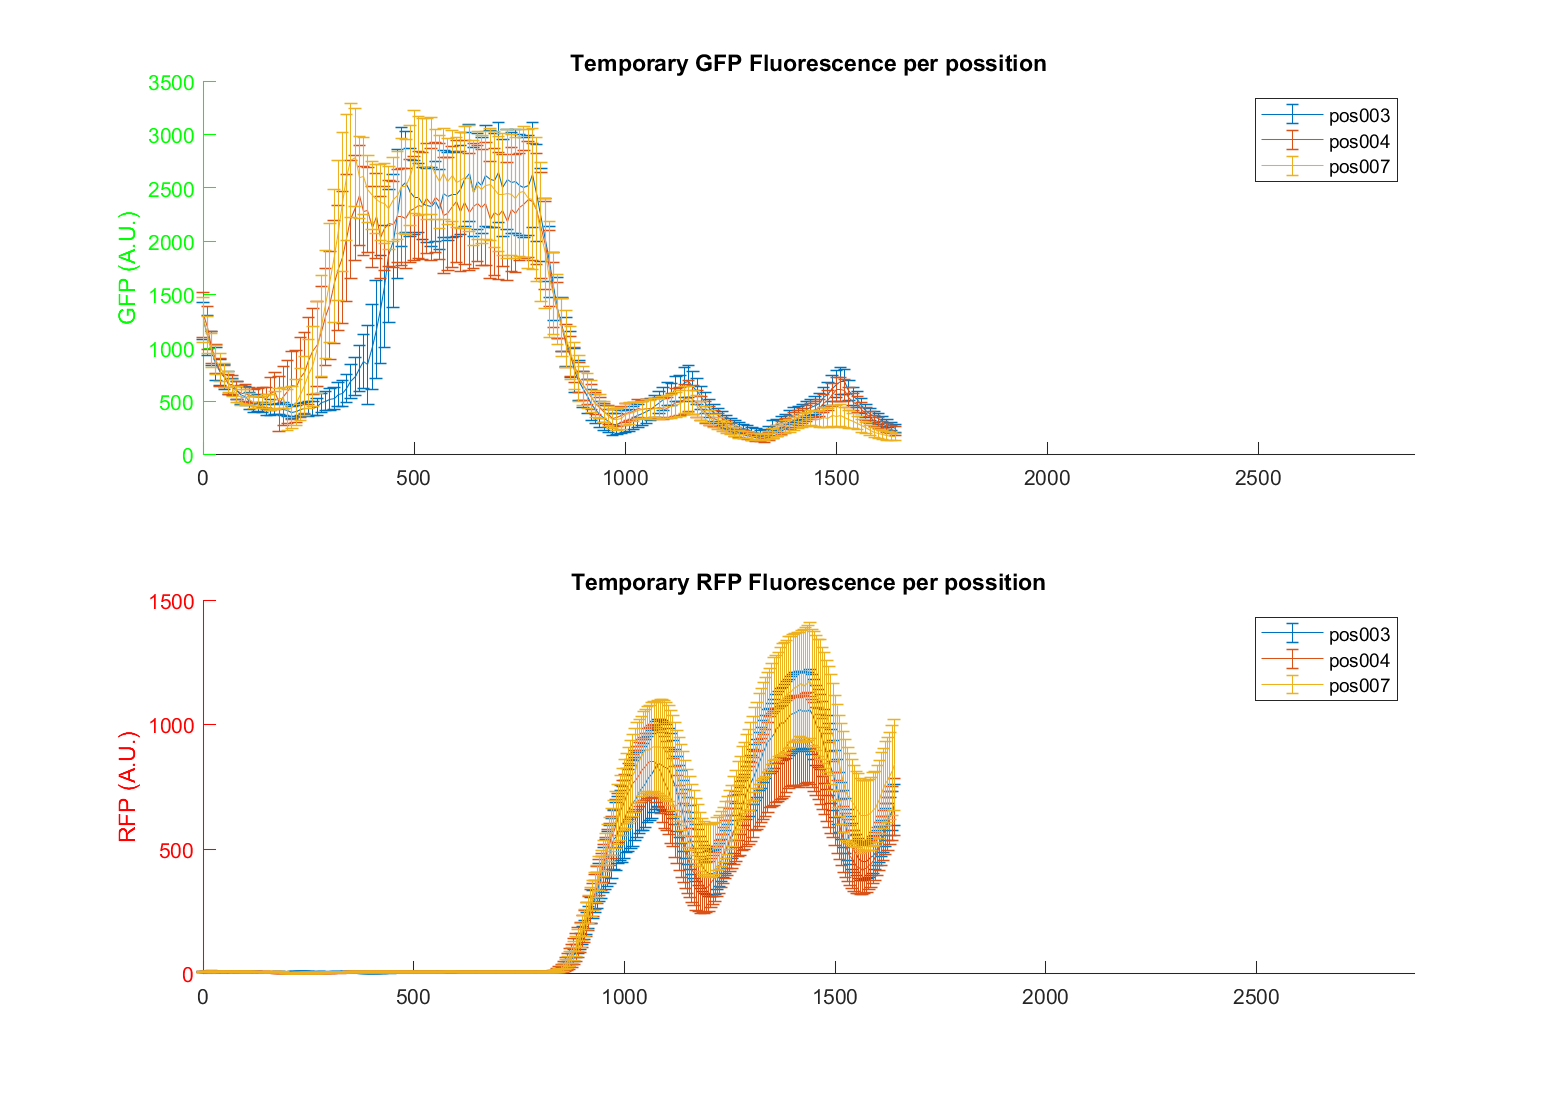 Temporary GFP Fluorescence per possition
3500
3000
2500
2000
1500
1000
500
0
GFP (A.U.)
0 500 1000 1500 2000 2500
pos003
pos004
pos007
Temporary RFP Fluorescence per possition
1500
1000
500
0
RFP (A.U.)
0 500 1000 1500 2000 2500
pos003
pos004
pos007